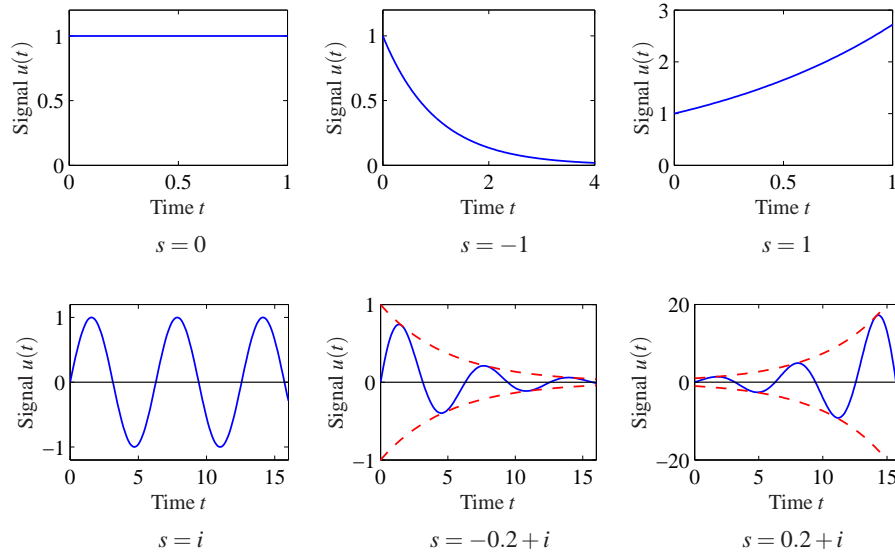 1
0.5
0
0
0.5
1
Signal u(t)
Time t
s = 0
1
0.5
0
0
2
4
Signal u(t)
Time t
s = −1
3
2
1
0
0
0.5
1
Signal u(t)
Time t
s = 1
1
0
−1
0
5
10
15
Signal u(t)
Time t
s = i
1
0
−1
0
5
10
15
Signal u(t)
Time t
s = −0.2 + i
20
0
−20
0
5
10
15
Signal u(t)
Time t
s = 0.2 + i